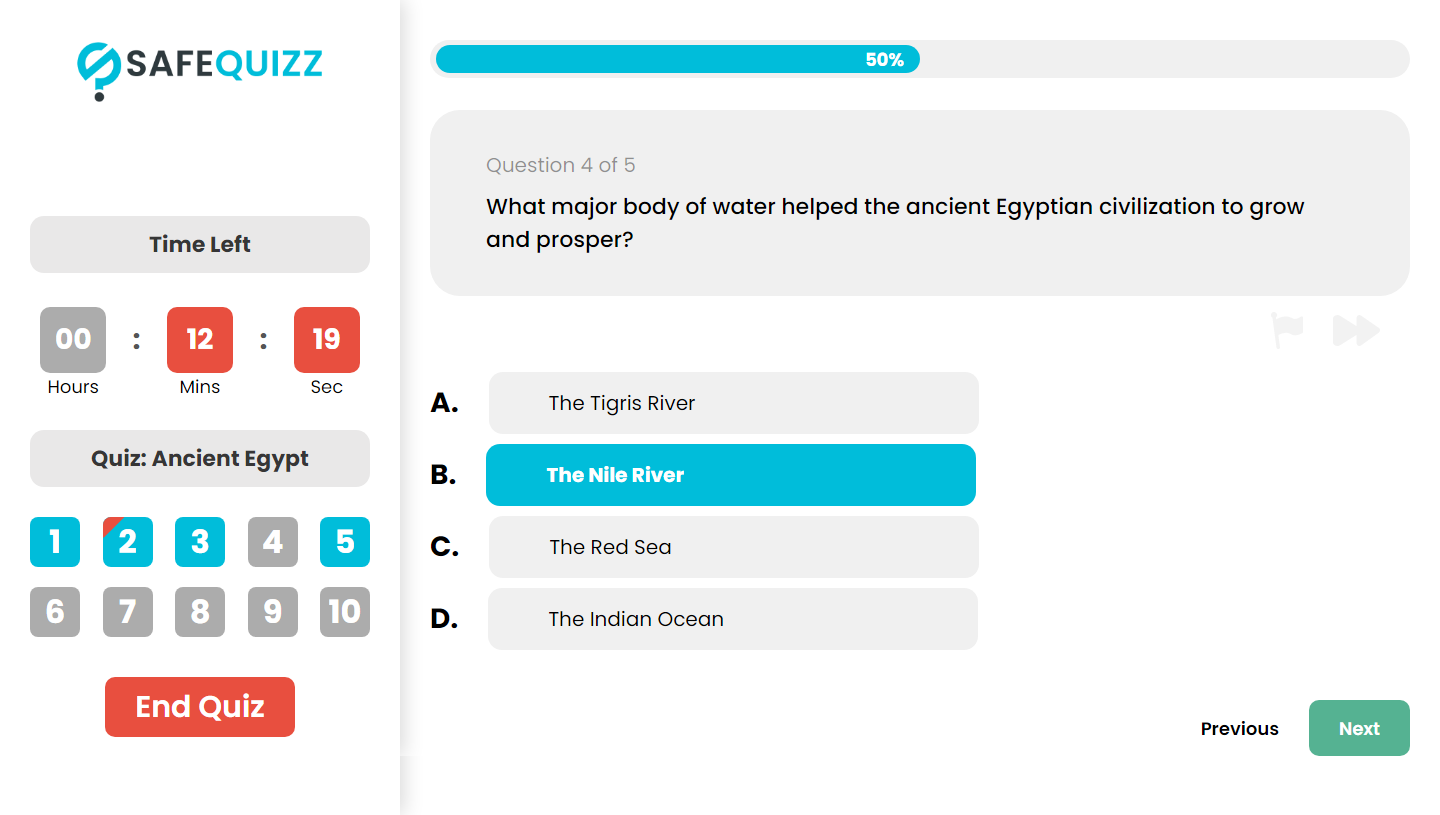 SAFEQUIZZ
Time Left
00 : 12 : 19
Hours Mins Sec
Quiz: Ancient Egypt
1 2 3 4 5
6 7 8 9 10
End Quiz
50%
Question 4 of 5
What major body of water helped the ancient Egyptian civilization to grow
and prosper?
A. The Tigris River
B. The Nile River
C. The Red Sea
D. The Indian Ocean
Previous Next